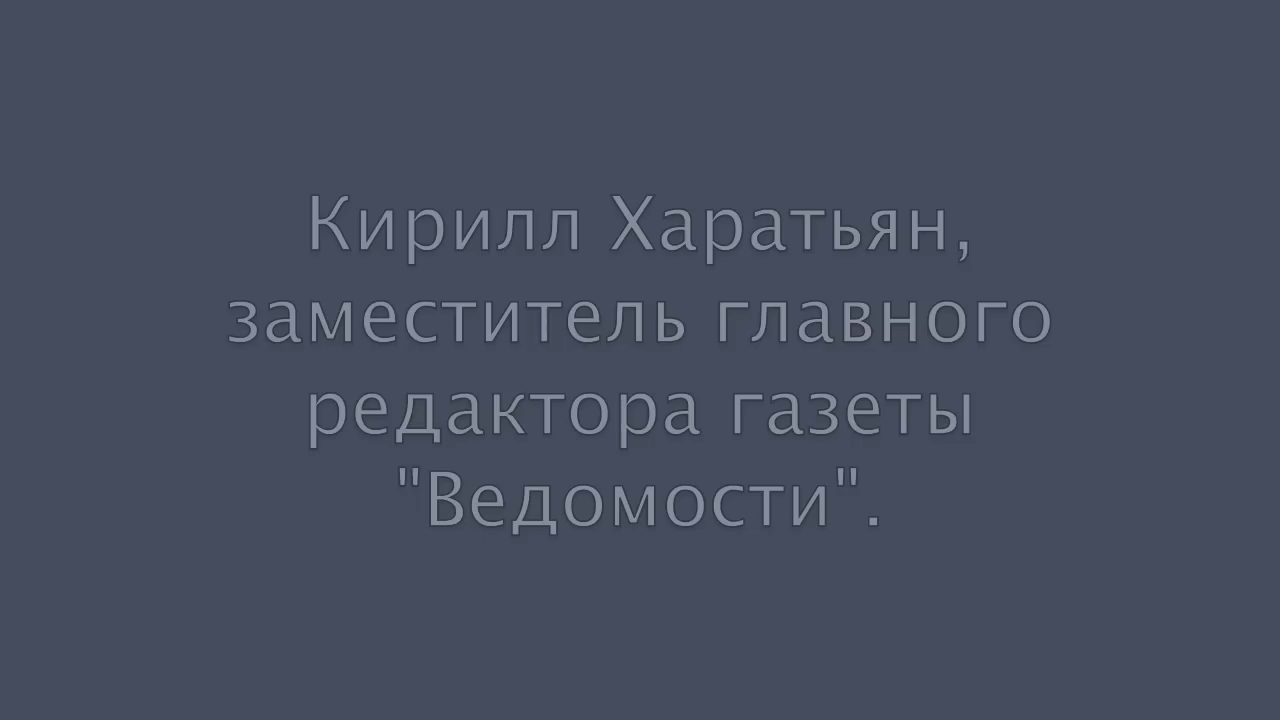 Кирилл Харатьян,
заместитель главного
редактора газеты
"Ведомости".